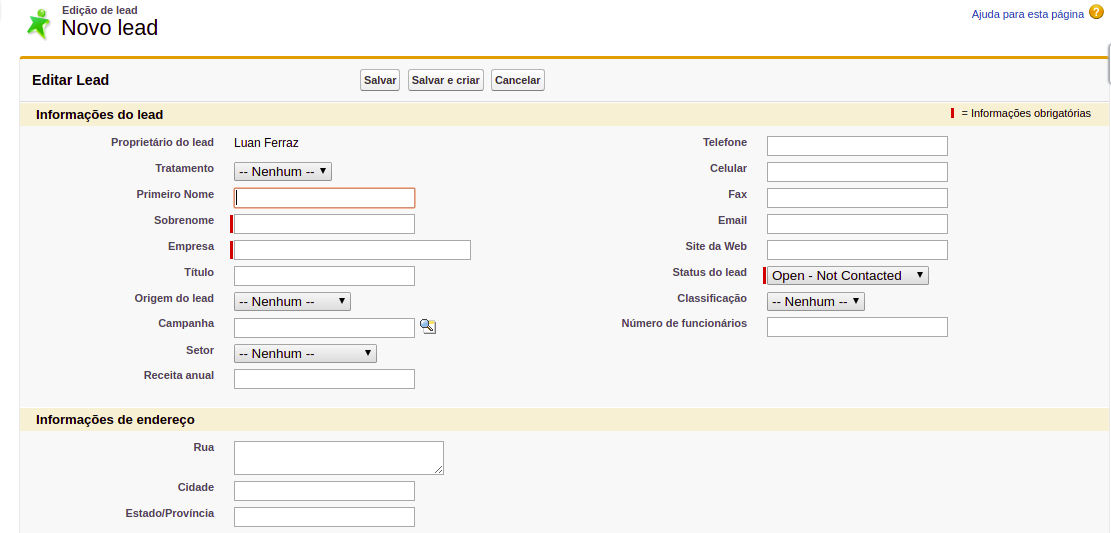 Edição de lead
Novo lead
Ajuda para esta página ?
Editar Lead Salvar Salvar e criar Cancelar
Informações do lead = Informações obrigatórias
Proprietário do lead Luan Ferraz Telefone
Tratamento -- Nenhum -- Celular
Primeiro Nome Fax
Sobrenome Email
Empresa Site da Web
Título Status do lead Open - Not Contacted
Origem do lead -- Nenhum -- Classificação -- Nenhum --
Campanha Número de funcionários
Setor -- Nenhum --
Receita anual
Informações de endereço
Rua
Cidade
Estado/Província